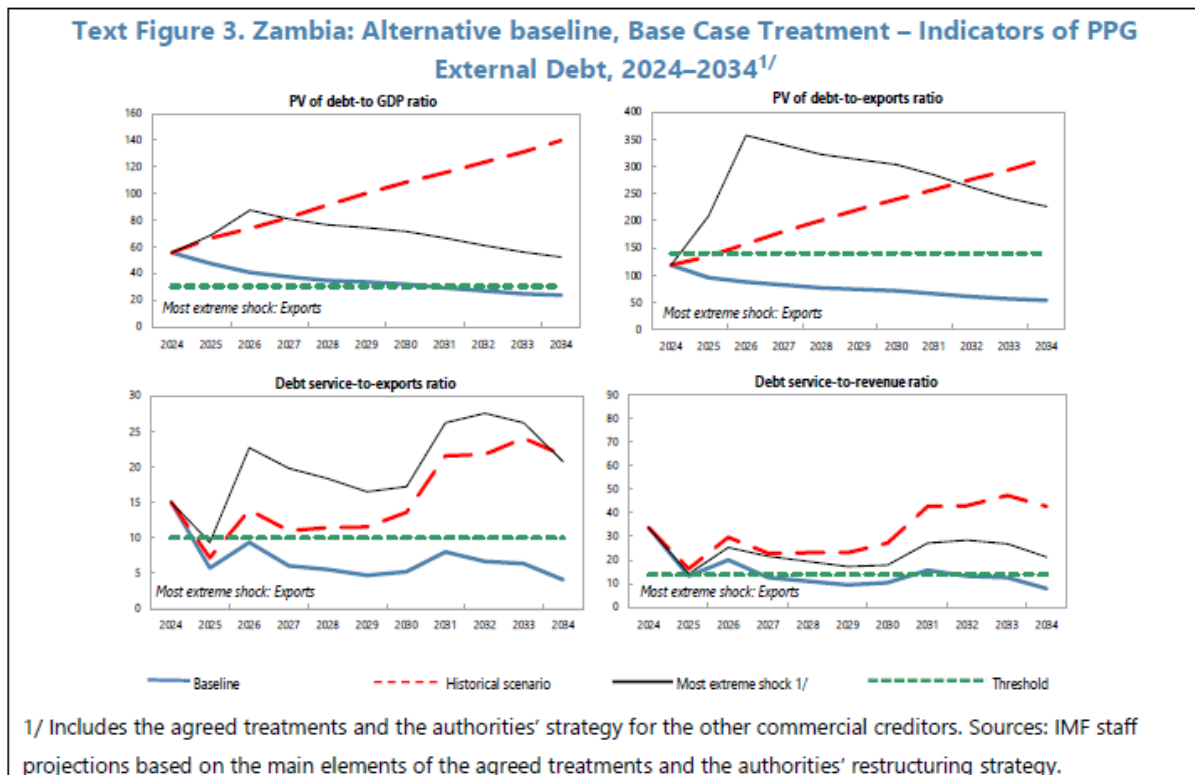 Text Figure 3. Zambia: Alternative baseline, Base Case Treatment – Indicators of PPG
External Debt, 2024–2034¹/
PV of debt-to GDP ratio
160
140
120
100
80
60
40
20
0
Most extreme shock: Exports
2024 2025 2026 2027 2028 2029 2030 2031 2032 2033 2034
PV of debt-to-exports ratio
400
350
300
250
200
150
100
50
0
Most extreme shock: Exports
2024 2025 2026 2027 2028 2029 2030 2031 2032 2033 2034
Debt service-to-exports ratio
30
25
20
15
10
5
0
Most extreme shock: Exports
2024 2025 2026 2027 2028 2029 2030 2031 2032 2033 2034
Debt service-to-revenue ratio
90
80
70
60
50
40
30
20
10
0
Most extreme shock: Exports
2024 2025 2026 2027 2028 2029 2030 2031 2032 2033 2034
Baseline Historical scenario Most extreme shock 1/ Threshold
1/ Includes the agreed treatments and the authorities’ strategy for the other commercial creditors. Sources: IMF staff
projections based on the main elements of the agreed treatments and the authorities’ restructuring strategy.